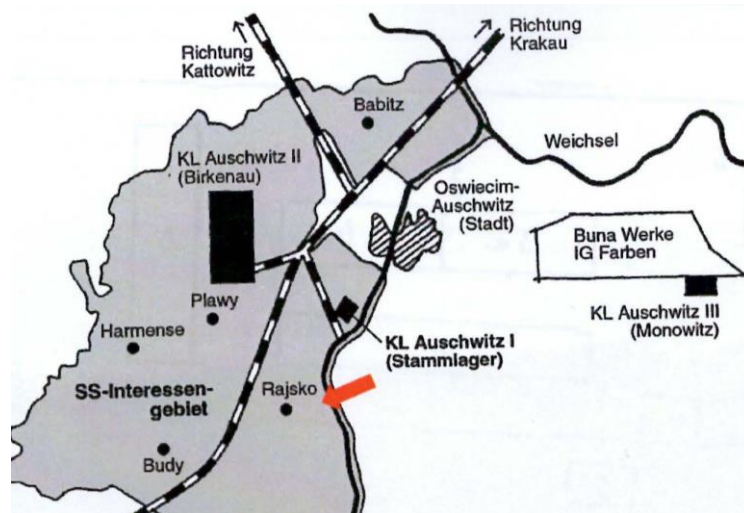 Richtung
Kattowitz
Richtung
Krakau
Babitz
Weichsel
KL Auschwitz II
(Birkenau)
Oswiecim-
Auschwitz
(Stadt)
Buna Werke
IG Farben
Plawy
KL Auschwitz III
(Monowitz)
Harmense
KL Auschwitz I
(Stammlager)
SS-Interessen-
gebiet
Rajsko
Budy